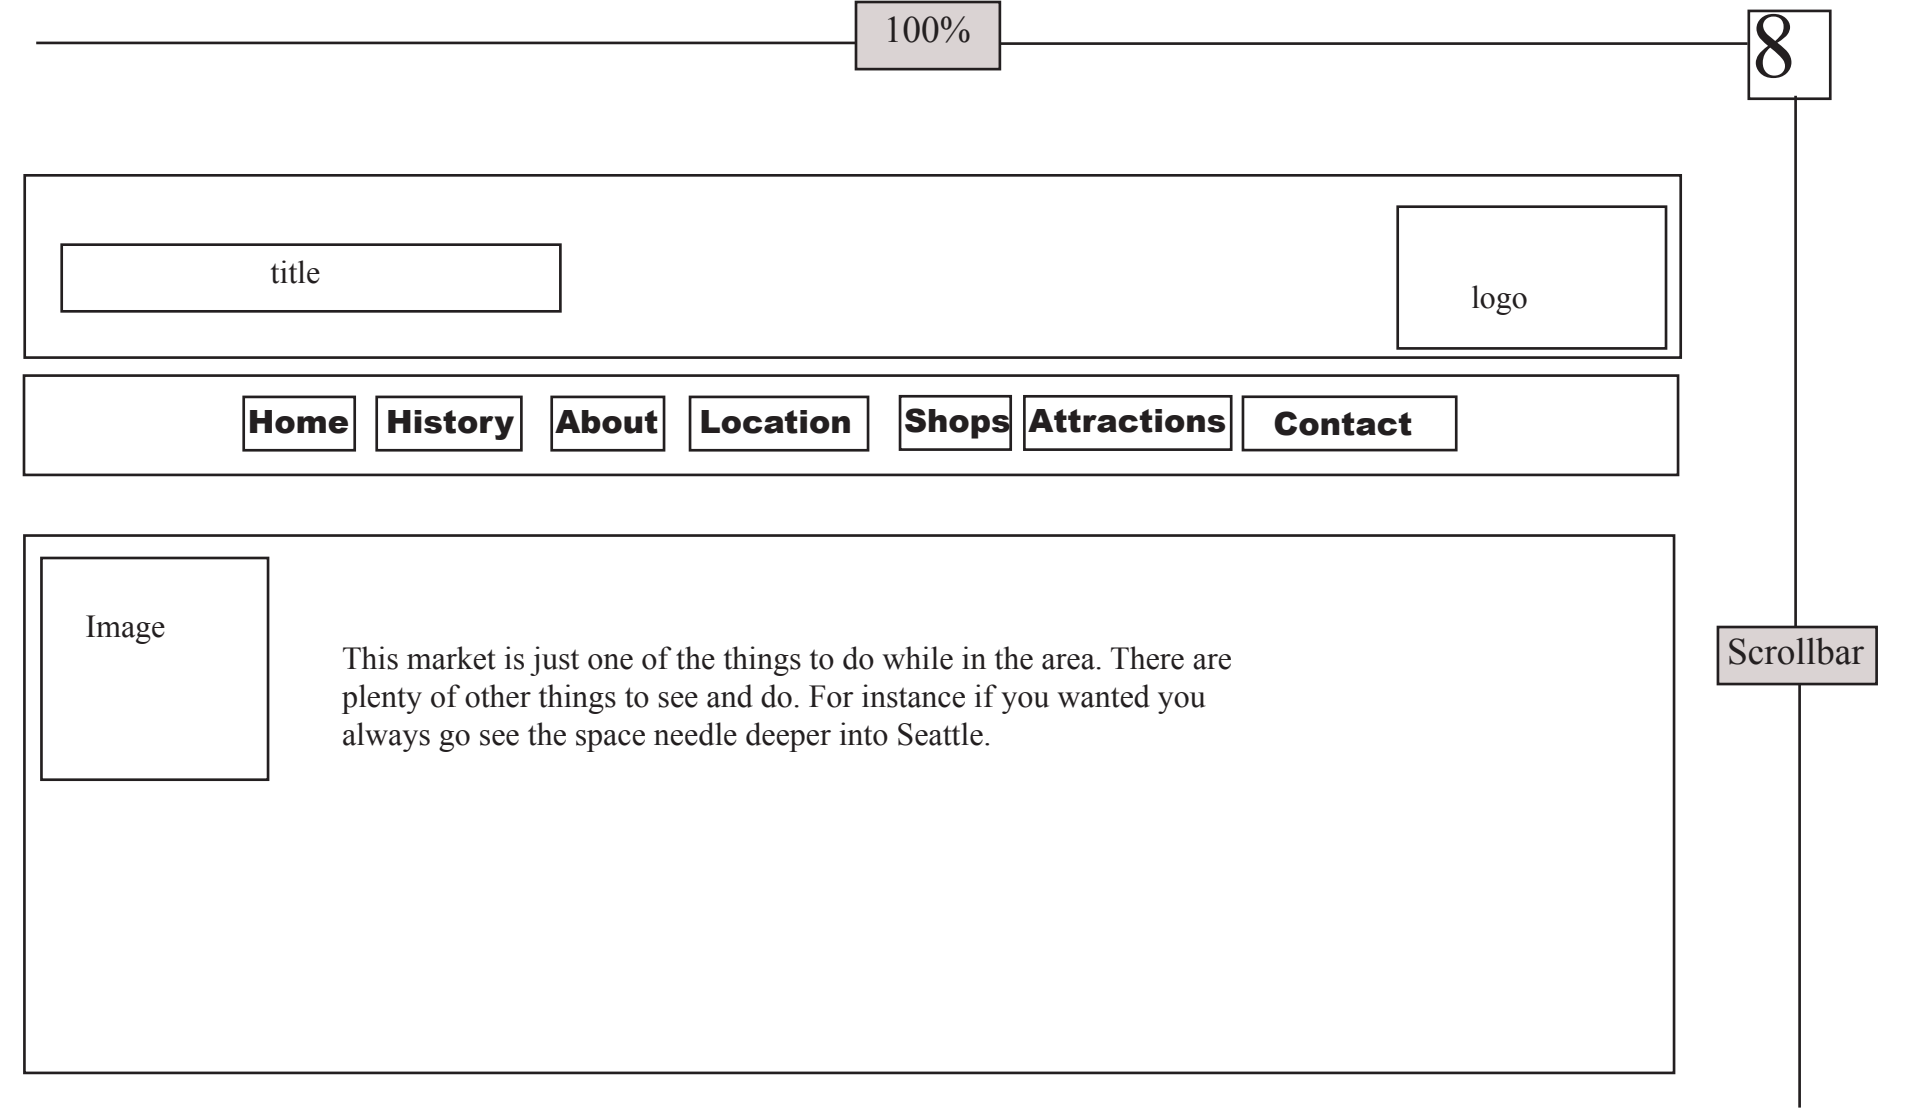 100%
8
title
logo
Home History About Location Shops Attractions Contact
Image
This market is just one of the things to do while in the area. There are
plenty of other things to see and do. For instance if you wanted you
always go see the space needle deeper into Seattle.
Scrollbar